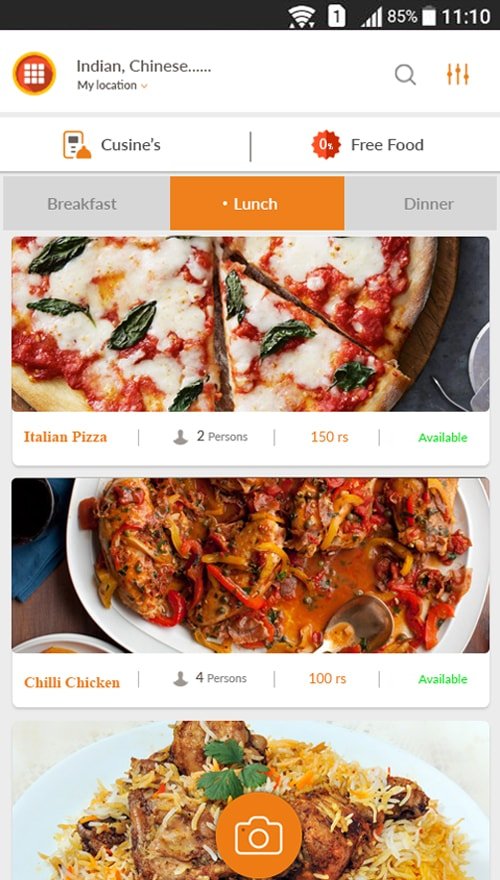 1 85% 11:10
Indian, Chinese......
My location
Cusine's
0%
Free Food
Breakfast
• Lunch
Dinner
Italian Pizza
2 Persons
150 rs
Available
Chilli Chicken
4 Persons
100 rs
Available